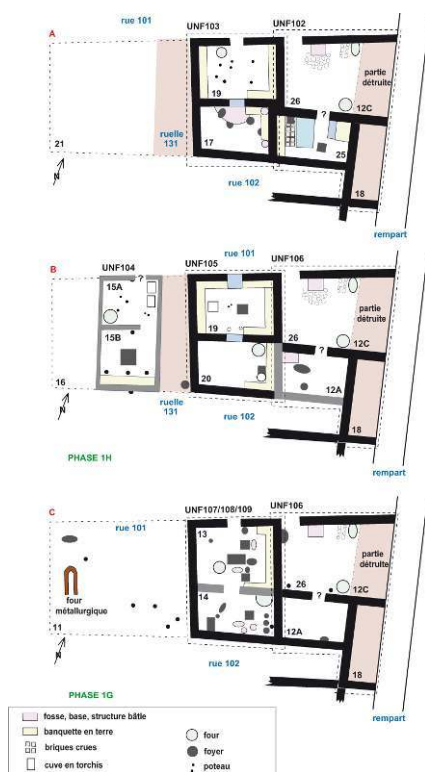 rue 101
A
UNF103
UNF102
partie
détruite
19
26
12C
?
ruelle
131
21
17
25
18
N
rue 102
rempart
rue 101
B
UNF104
UNF105
UNF106
?
15A
partie
détruite
19
15B
26
12C
?
20
12A
16
ruelle
131
18
N
rue 102
PHASE 1H
rempart
C
UNF107/108/109
UNF106
rue 101
13
partie
détruite
14
26
12C
four
métallurgique
?
11
12A
N
rue 102
18
PHASE 1G
rempart
fosse, base, structure bâtie
banquette en terre
briques crues
cuve en torchis
four
foyer
poteau